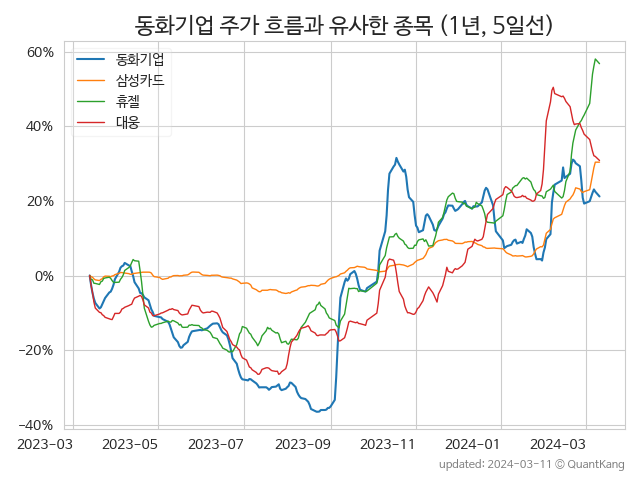 동화기업 주가 흐름과 유사한 종목 (1년, 5일선)
60%
40%
20%
0%
−20%
−40%
동화기업
삼성카드
휴젤
대웅
2023-03 2023-05 2023-07 2023-09 2023-11 2024-01 2024-03
updated: 2024-03-11 © QuantKang